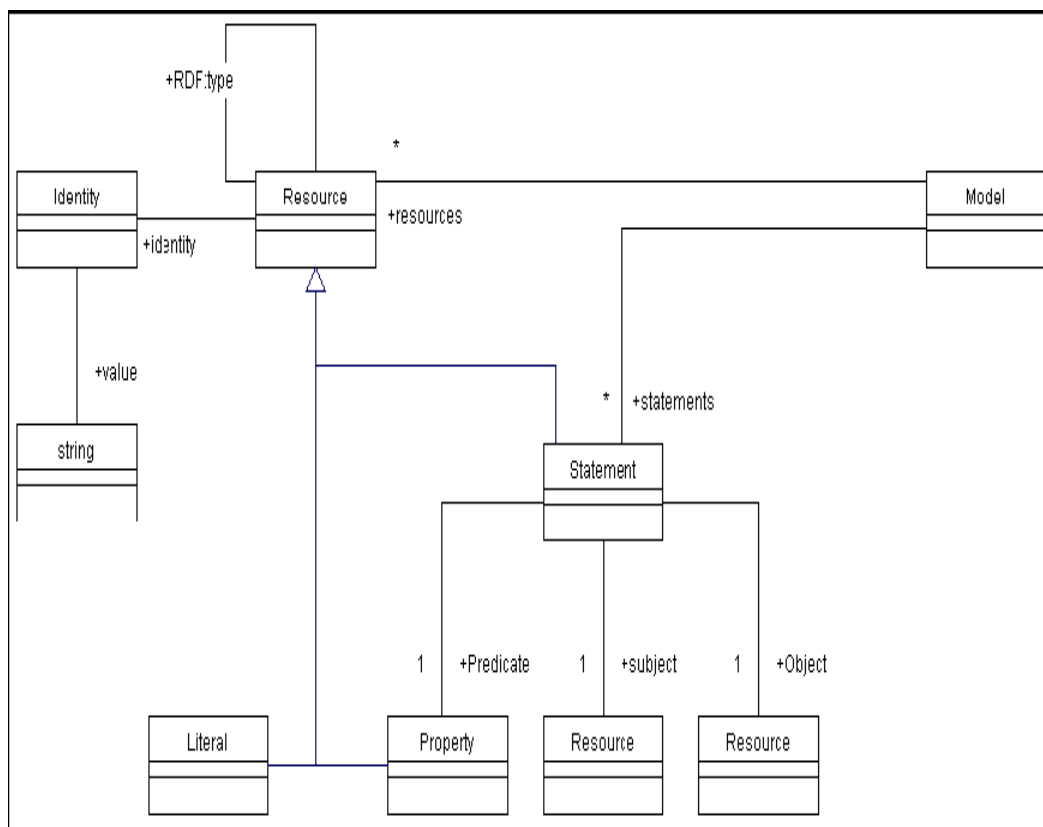 +RDF:type
*
Identity
Resource
Model
+identity
+resources
+value
* +statements
string
Statement
1 +Predicate 1 +subject 1 +Object
Literal
Property
Resource
Resource